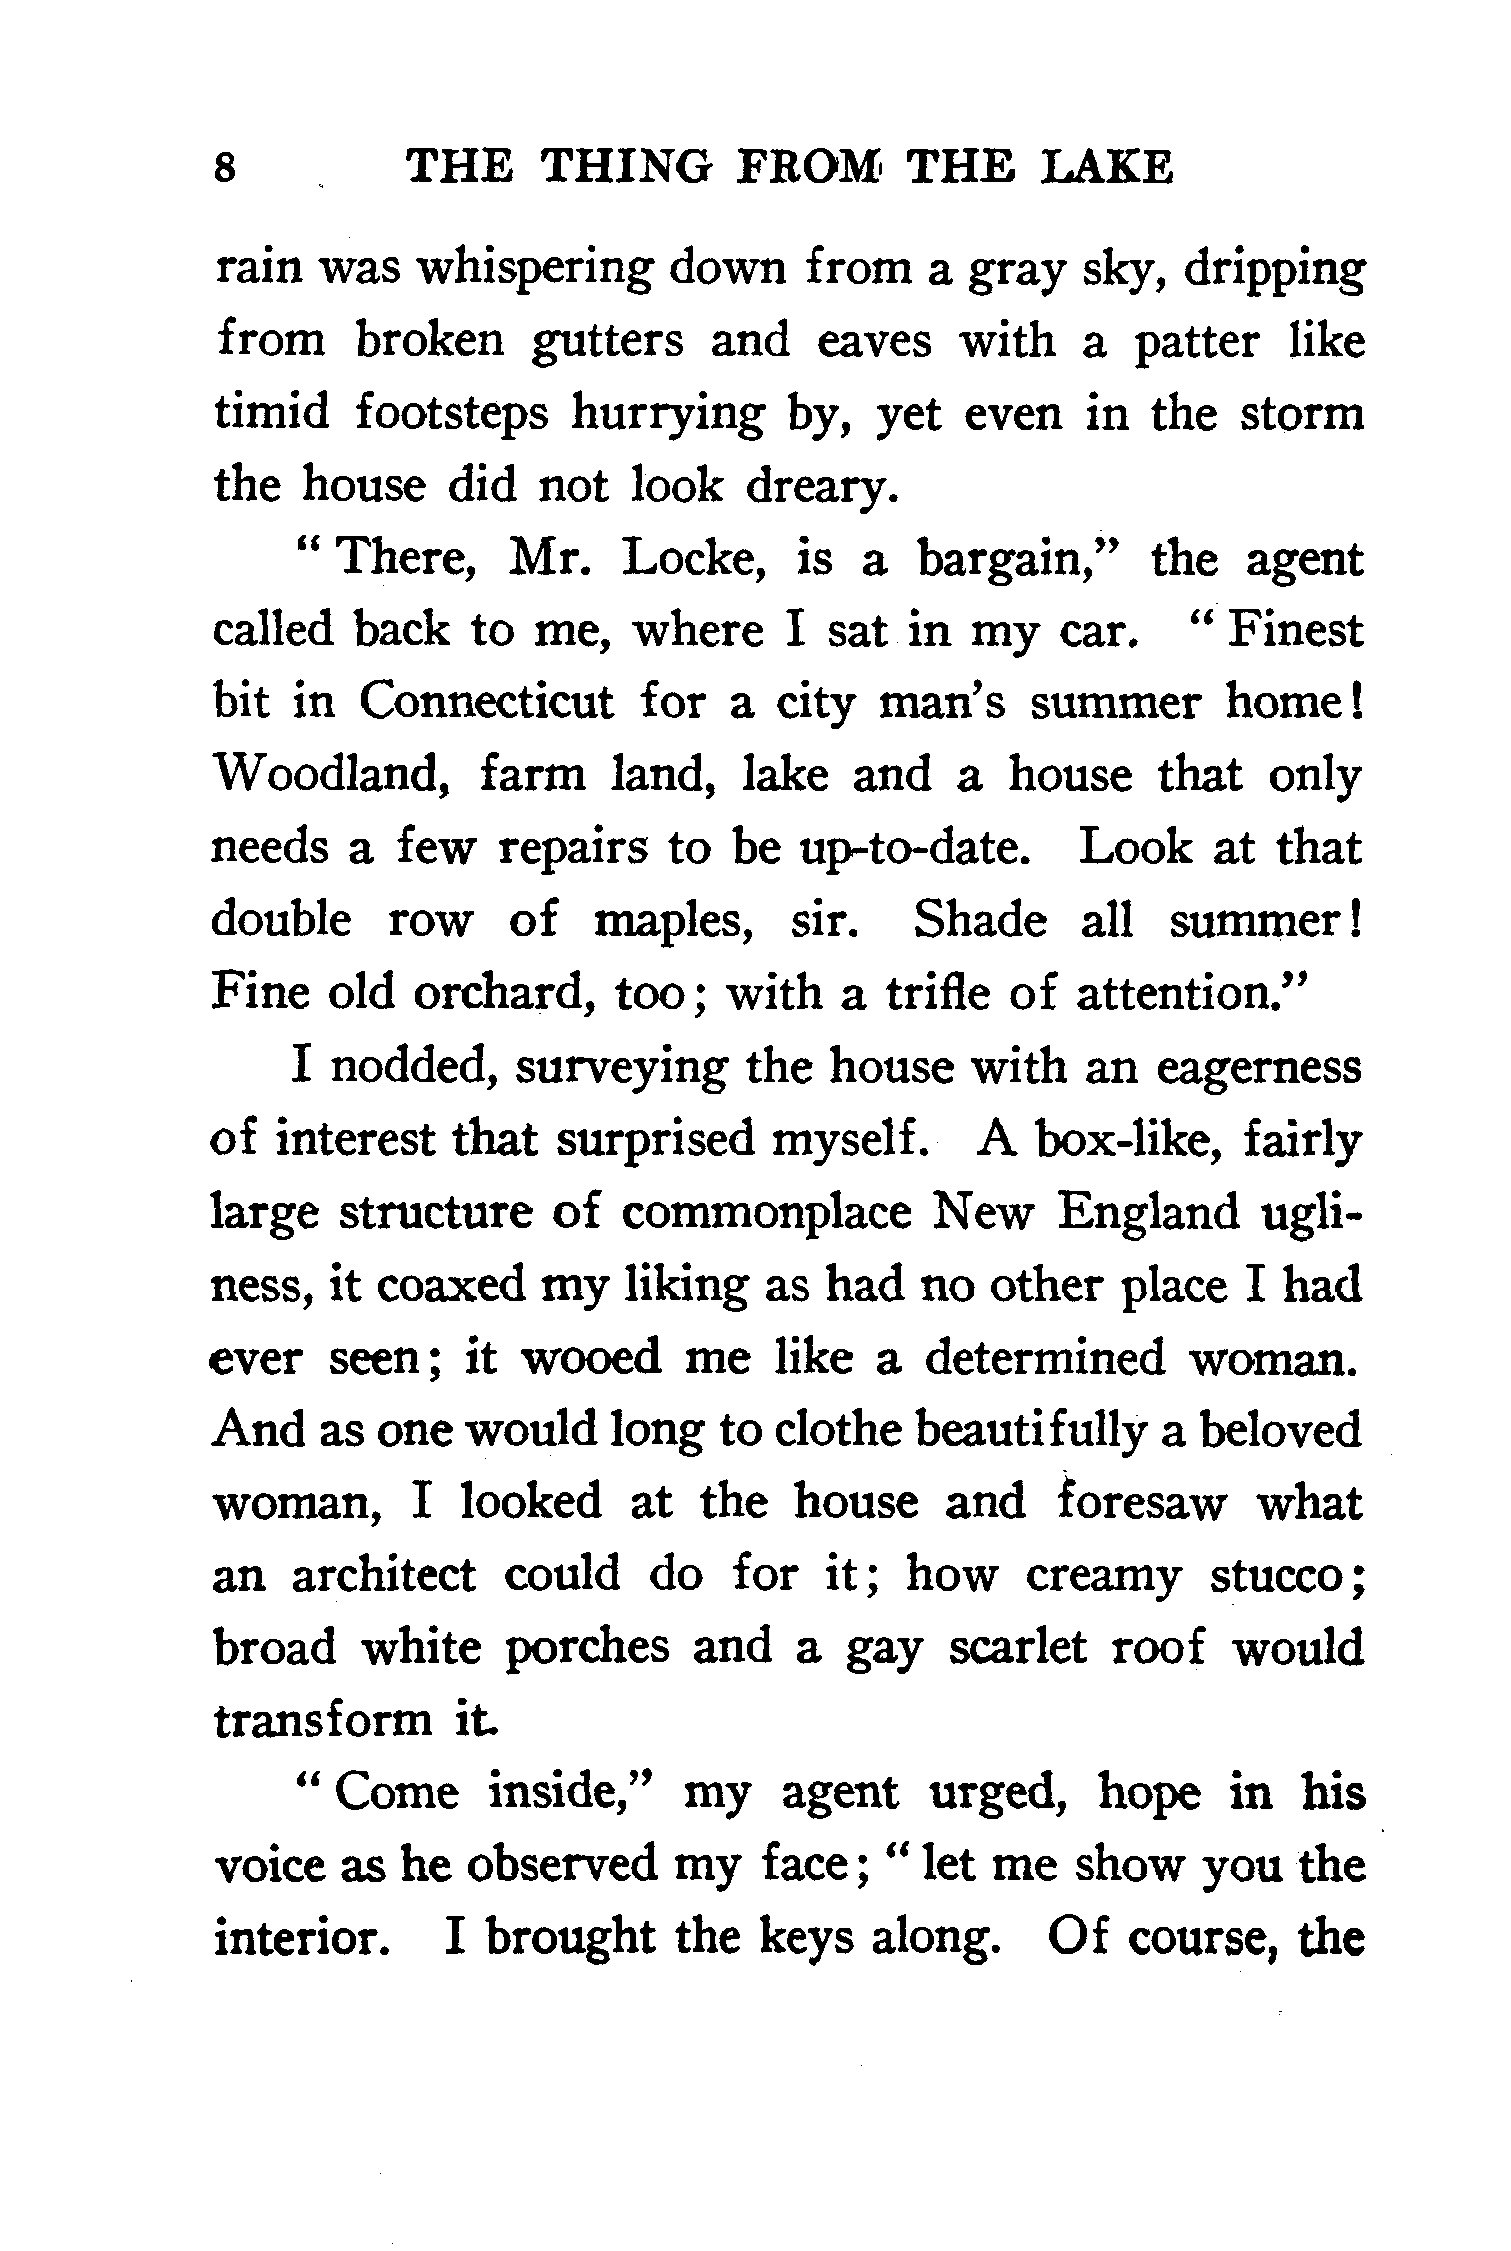 8 THE THING FROM THE LAKE
rain was whispering down from a gray sky, dripping
from broken gutters and eaves with a patter like
timid footsteps hurrying by, yet even in the storm
the house did not look dreary.
“ There, Mr. Locke, is a bargain,” the agent
called back to me, where I sat in my car. “ Finest
bit in Connecticut for a city man’s summer home!
Woodland, farm land, lake and a house that only
needs a few repairs to be up-to-date. Look at that
double row of maples, sir. Shade all summer!
Fine old orchard, too; with a trifle of attention.”
I nodded, surveying the house with an eagerness
of interest that surprised myself. A box-like, fairly
large structure of commonplace New England ugli-
ness, it coaxed my liking as had no other place I had
ever seen; it wooed me like a determined woman.
And as one would long to clothe beautifully a beloved
woman, I looked at the house and foresaw what
an architect could do for it; how creamy stucco;
broad white porches and a gay scarlet roof would
transform it.
“ Come inside,” my agent urged, hope in his
voice as he observed my face; “ let me show you the
interior. I brought the keys along. Of course, the